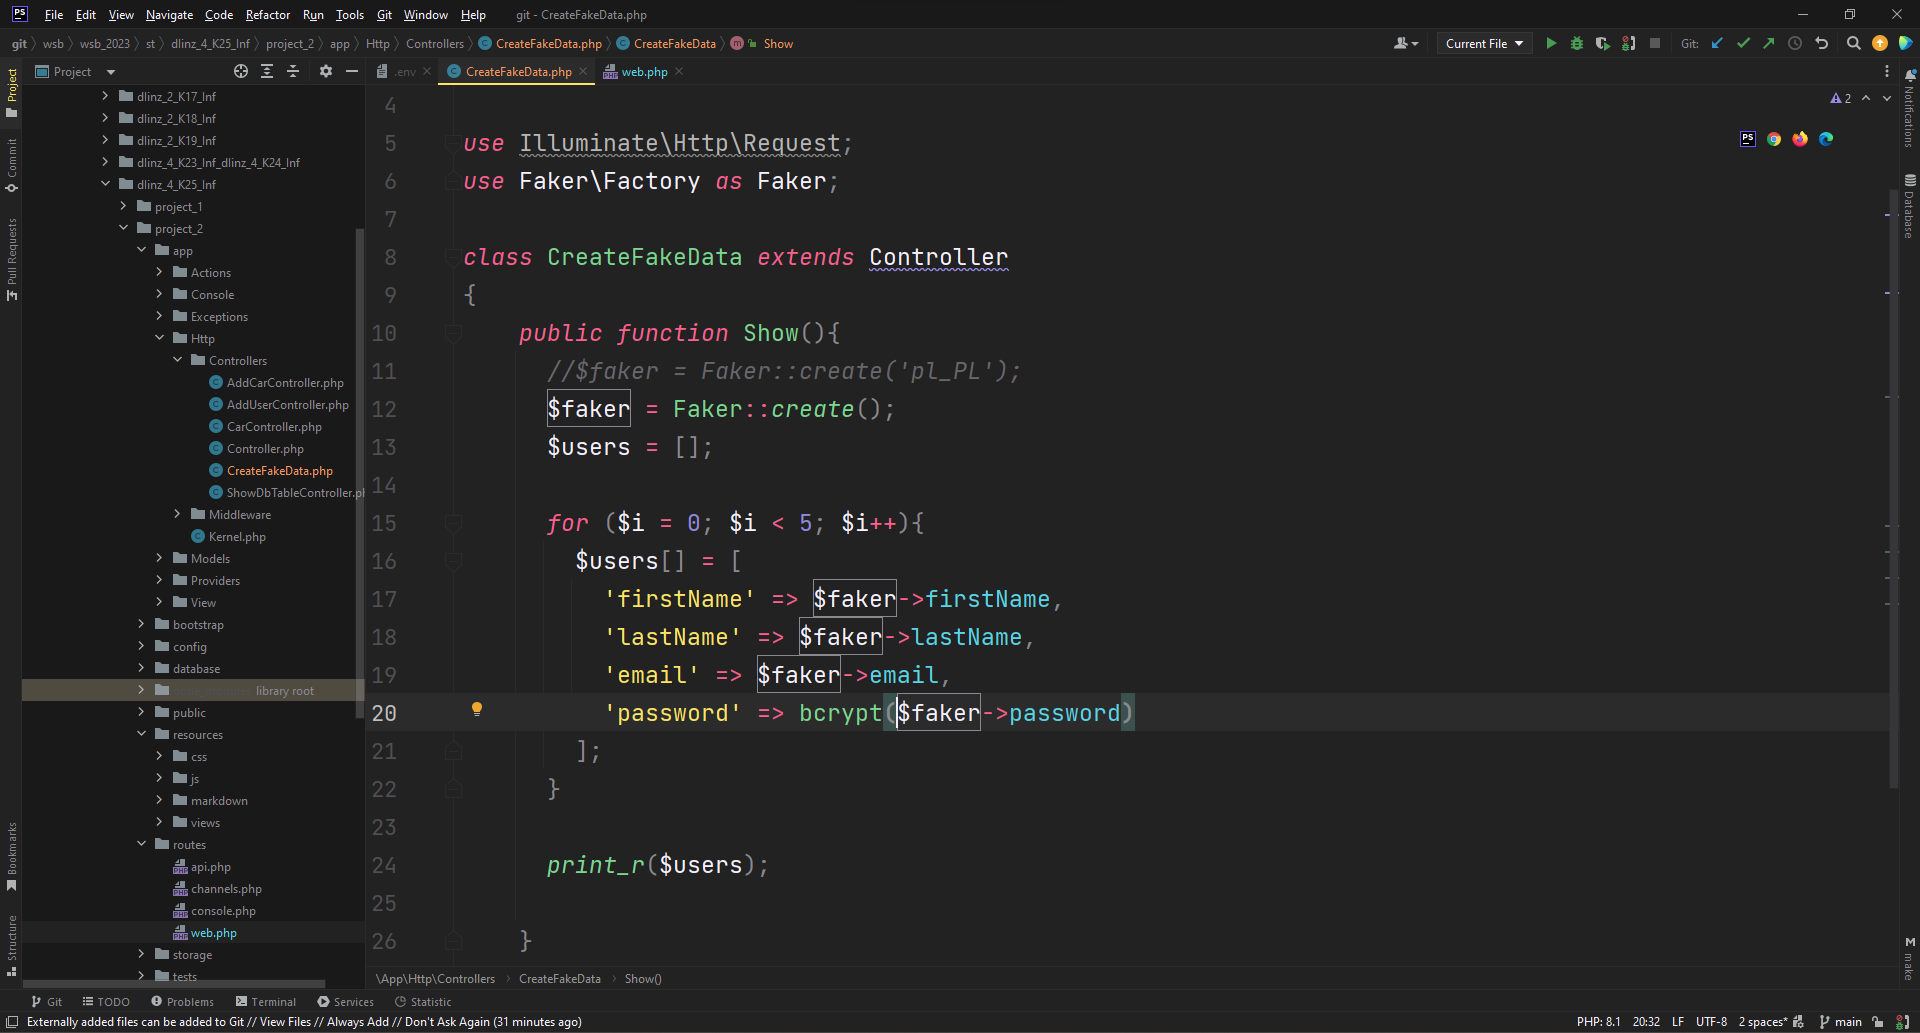 PS File Edit View Navigate Code Refactor Run Tools Git Window Help git - CreateFakeData.php
git wsb wsb_2023 st dlinz_4_K25_Inf project_2 app Http Controllers CreateFakeData.php CreateFakeData m Show Current File Git:
Project .env CreateFakeData.php web.php
Project
Commit
Pull Requests
Bookmarks
Structure
dlinz_2_K17_Inf
dlinz_2_K18_Inf
dlinz_2_K19_Inf
dlinz_4_K23_Inf_dlinz_4_K24_Inf
dlinz_4_K25_Inf
project_1
project_2
app
Actions
Console
Exceptions
Http
Controllers
AddCarController.php
AddUserController.php
CarController.php
Controller.php
CreateFakeData.php
ShowDbTableController.ph
Middleware
Kernel.php
Models
Providers
View
bootstrap
config
database
library root
public
resources
css
js
markdown
views
routes
api.php
channels.php
console.php
web.php
storage
tests
2
4
5 use Illuminate\Http\Request;
6 use Faker\Factory as Faker;
7
8 class CreateFakeData extends Controller
9 {
10 public function Show(){
11 //$faker = Faker::create('pl_PL');
12 $faker = Faker::create();
13 $users = [];
14
15 for ($i = 0; $i < 5; $i++){
16 $users[] = [
17 'firstName' => $faker->firstName,
18 'lastName' => $faker->lastName,
19 'email' => $faker->email,
20 'password' => bcrypt($faker->password)
21 ];
22 }
23
24 print_r($users);
25
26 }
Notifications
Database
make
\App\Http\Controllers CreateFakeData Show()
Git TODO Problems Terminal Services Statistic
Externally added files can be added to Git // View Files // Always Add // Don't Ask Again (31 minutes ago) PHP: 8.1 20:32 LF UTF-8 2 spaces* main